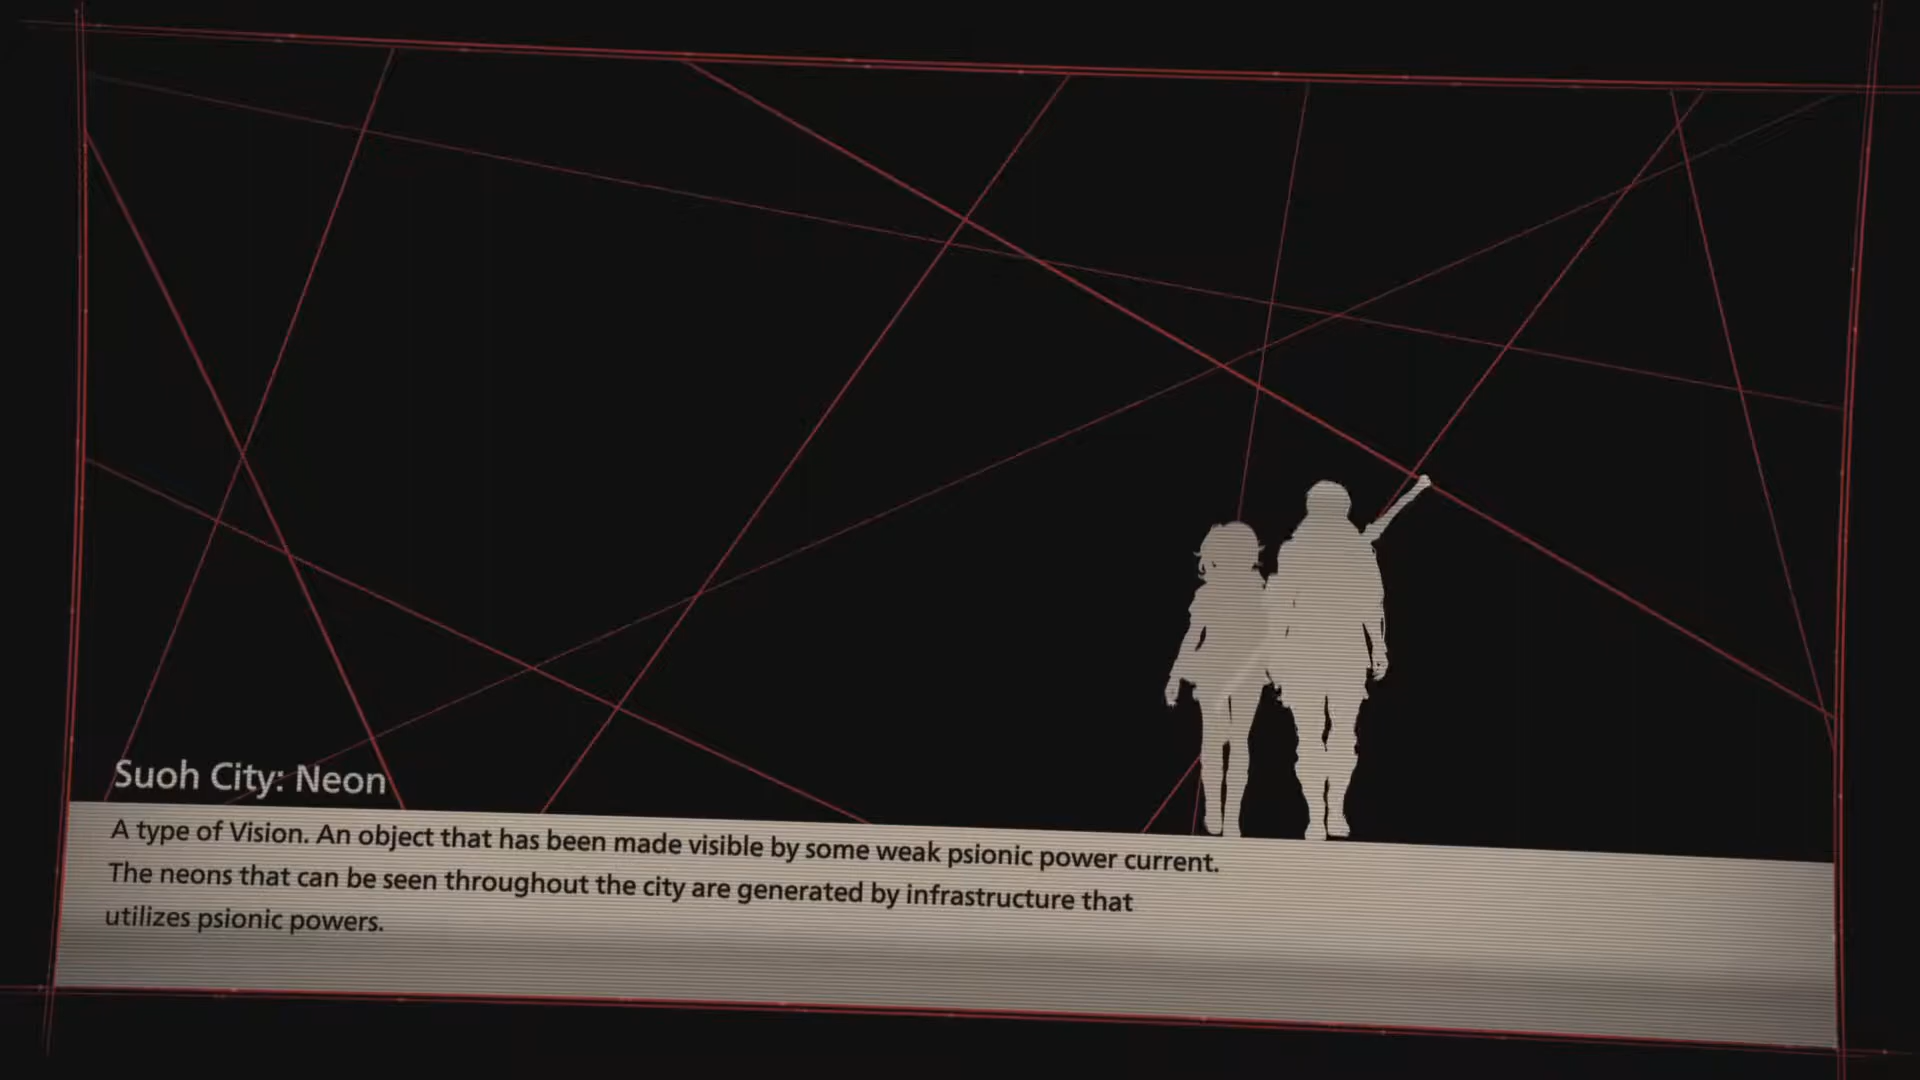 Suoh City: Neon
A type of Vision. An object that has been made visible by some weak psionic power current.
The neons that can be seen throughout the city are generated by infrastructure that
utilizes psionic powers.